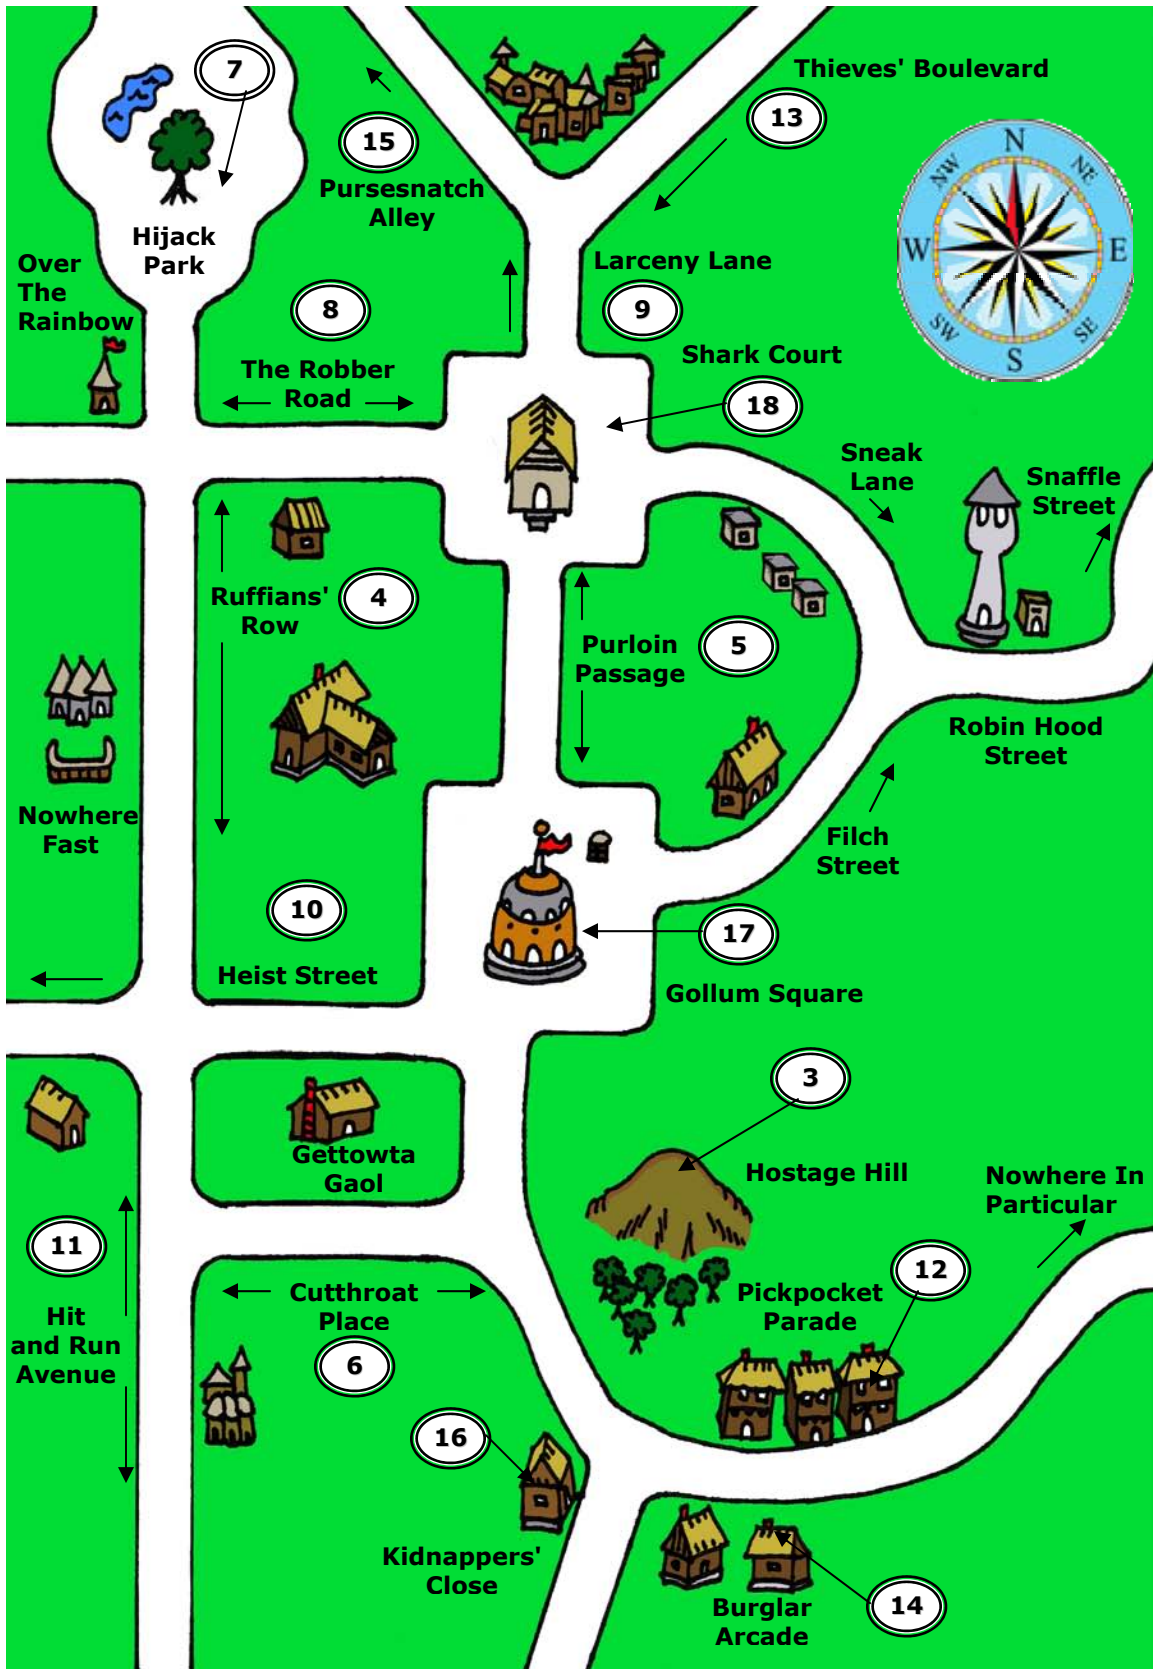 7
Thieves' Boulevard
13
15
Pursesnatch
Alley
N
NW
NE
W
E
SW
SE
S
Hijack
Park
Over
The
Rainbow
8
The Robber
Road
Larceny Lane
9
Shark Court
18
Sneak
Lane
Snaffle
Street
Ruffians'
Row
4
Purloin
Passage
5
Robin Hood
Street
Nowhere
Fast
Filch
Street
10
Heist Street
17
Gollum Square
3
Gettowta
Gaol
Hostage Hill
Nowhere In
Particular
11
Hit
and Run
Avenue
Cutthroat
Place
6
12
Pickpocket
Parade
16
Kidnappers'
Close
14
Burglar
Arcade